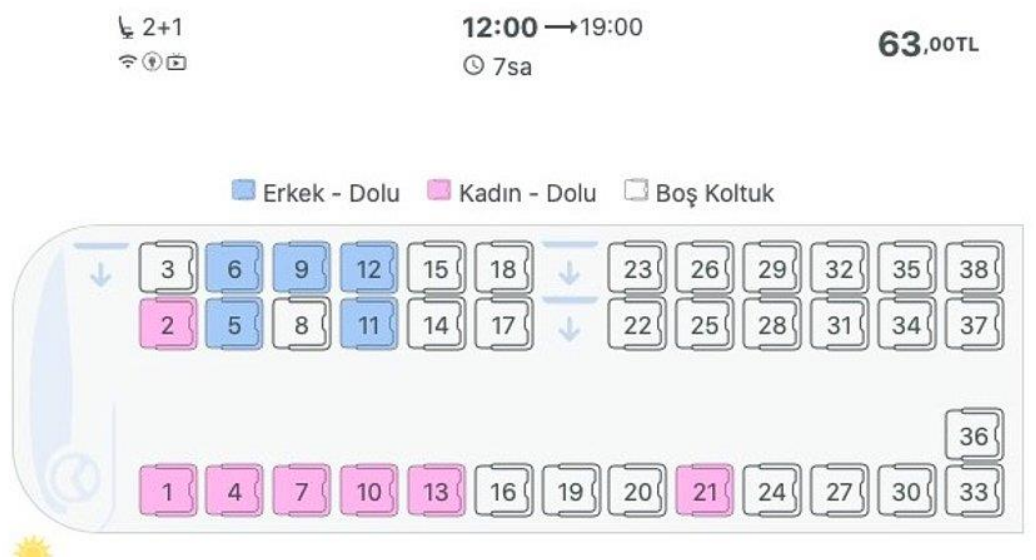 2+1 12:00 → 19:00 63,00TL
7sa
Erkek - Dolu Kadın - Dolu Boş Koltuk
3 6 9 12 15 18 23 26 29 32 35 38
2 5 8 11 14 17 22 25 28 31 34 37
36
1 4 7 10 13 16 19 20 21 24 27 30 33